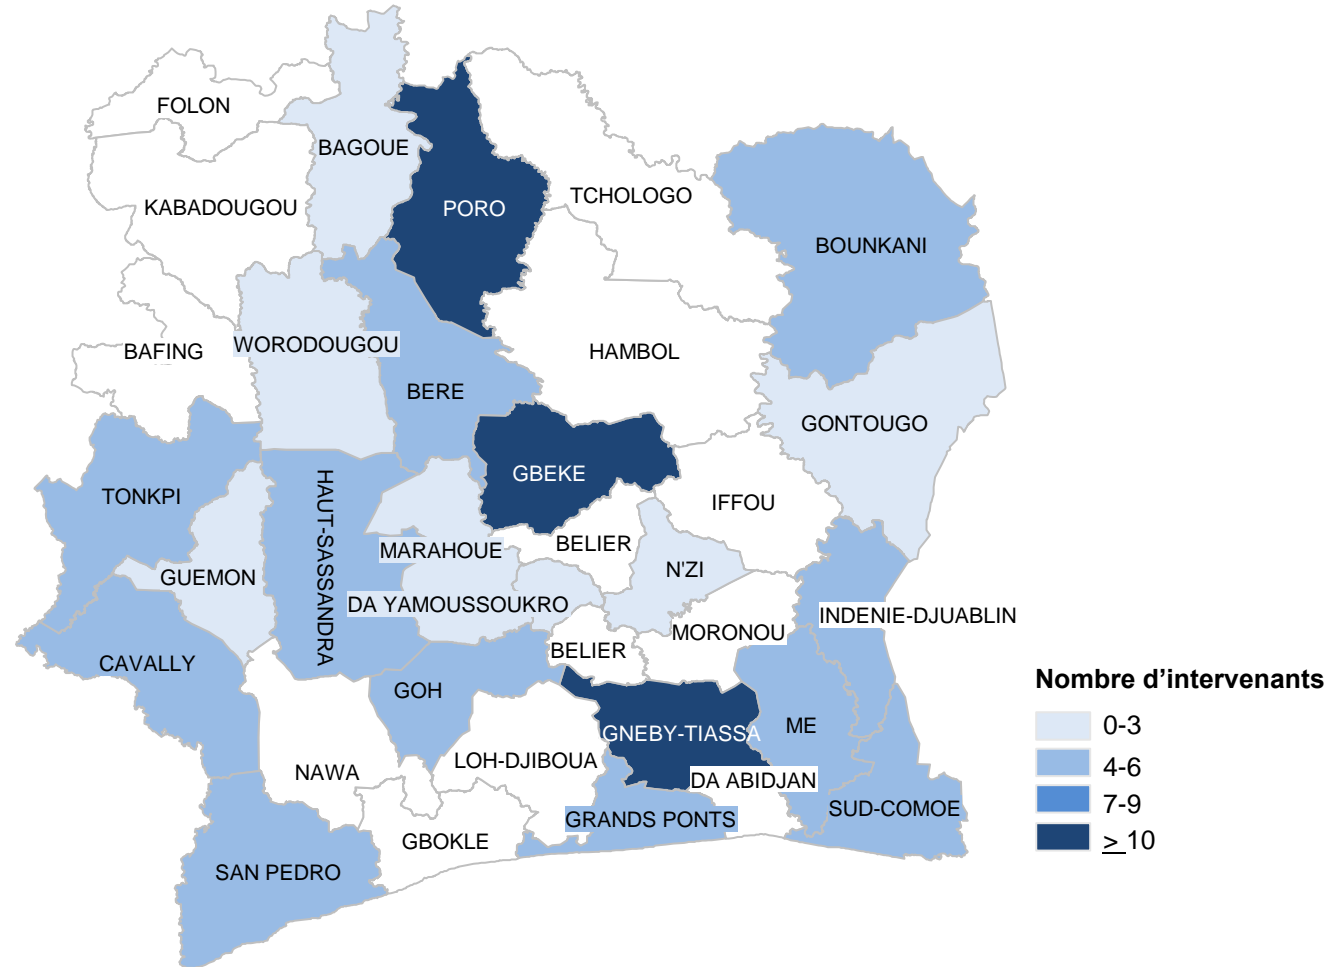 FOLON
BAGOUE
KABADOUGOU
PORO
TCHOLOGO
BOUNKANI
BAFING
WORODOUGOU
HAMBOL
BERE
GONTOUGO
TONKPI
HAUT-SASSANDRA
GBEKE
IFFOU
MARAHOUE
BELIER
N'ZI
GUEMON
DA YAMOUSSOUKRO
INDENIE-DJUABLIN
MORONOU
BELIER
CAVALLY
GOH
GNEBY-TIASSA
ME
LOH-DJIBOUA
NAWA
DA ABIDJAN
SUD-COMOE
GRANDS PONTS
GBOKLE
SAN PEDRO
Nombre d’intervenants
0-3
4-6
7-9
> 10